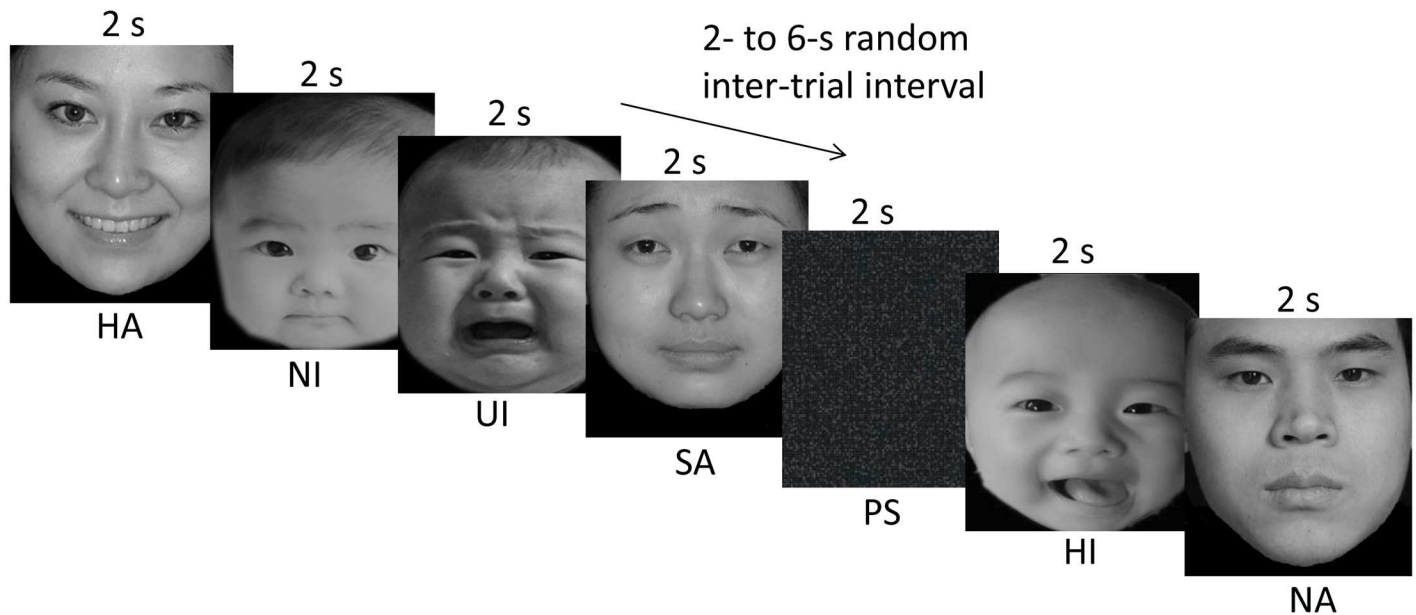 2 s
2 s
2 s
2 s
2 s
2 s
2 s
2- to 6-s random
inter-trial interval
HA
NI
UI
SA
PS
HI
NA